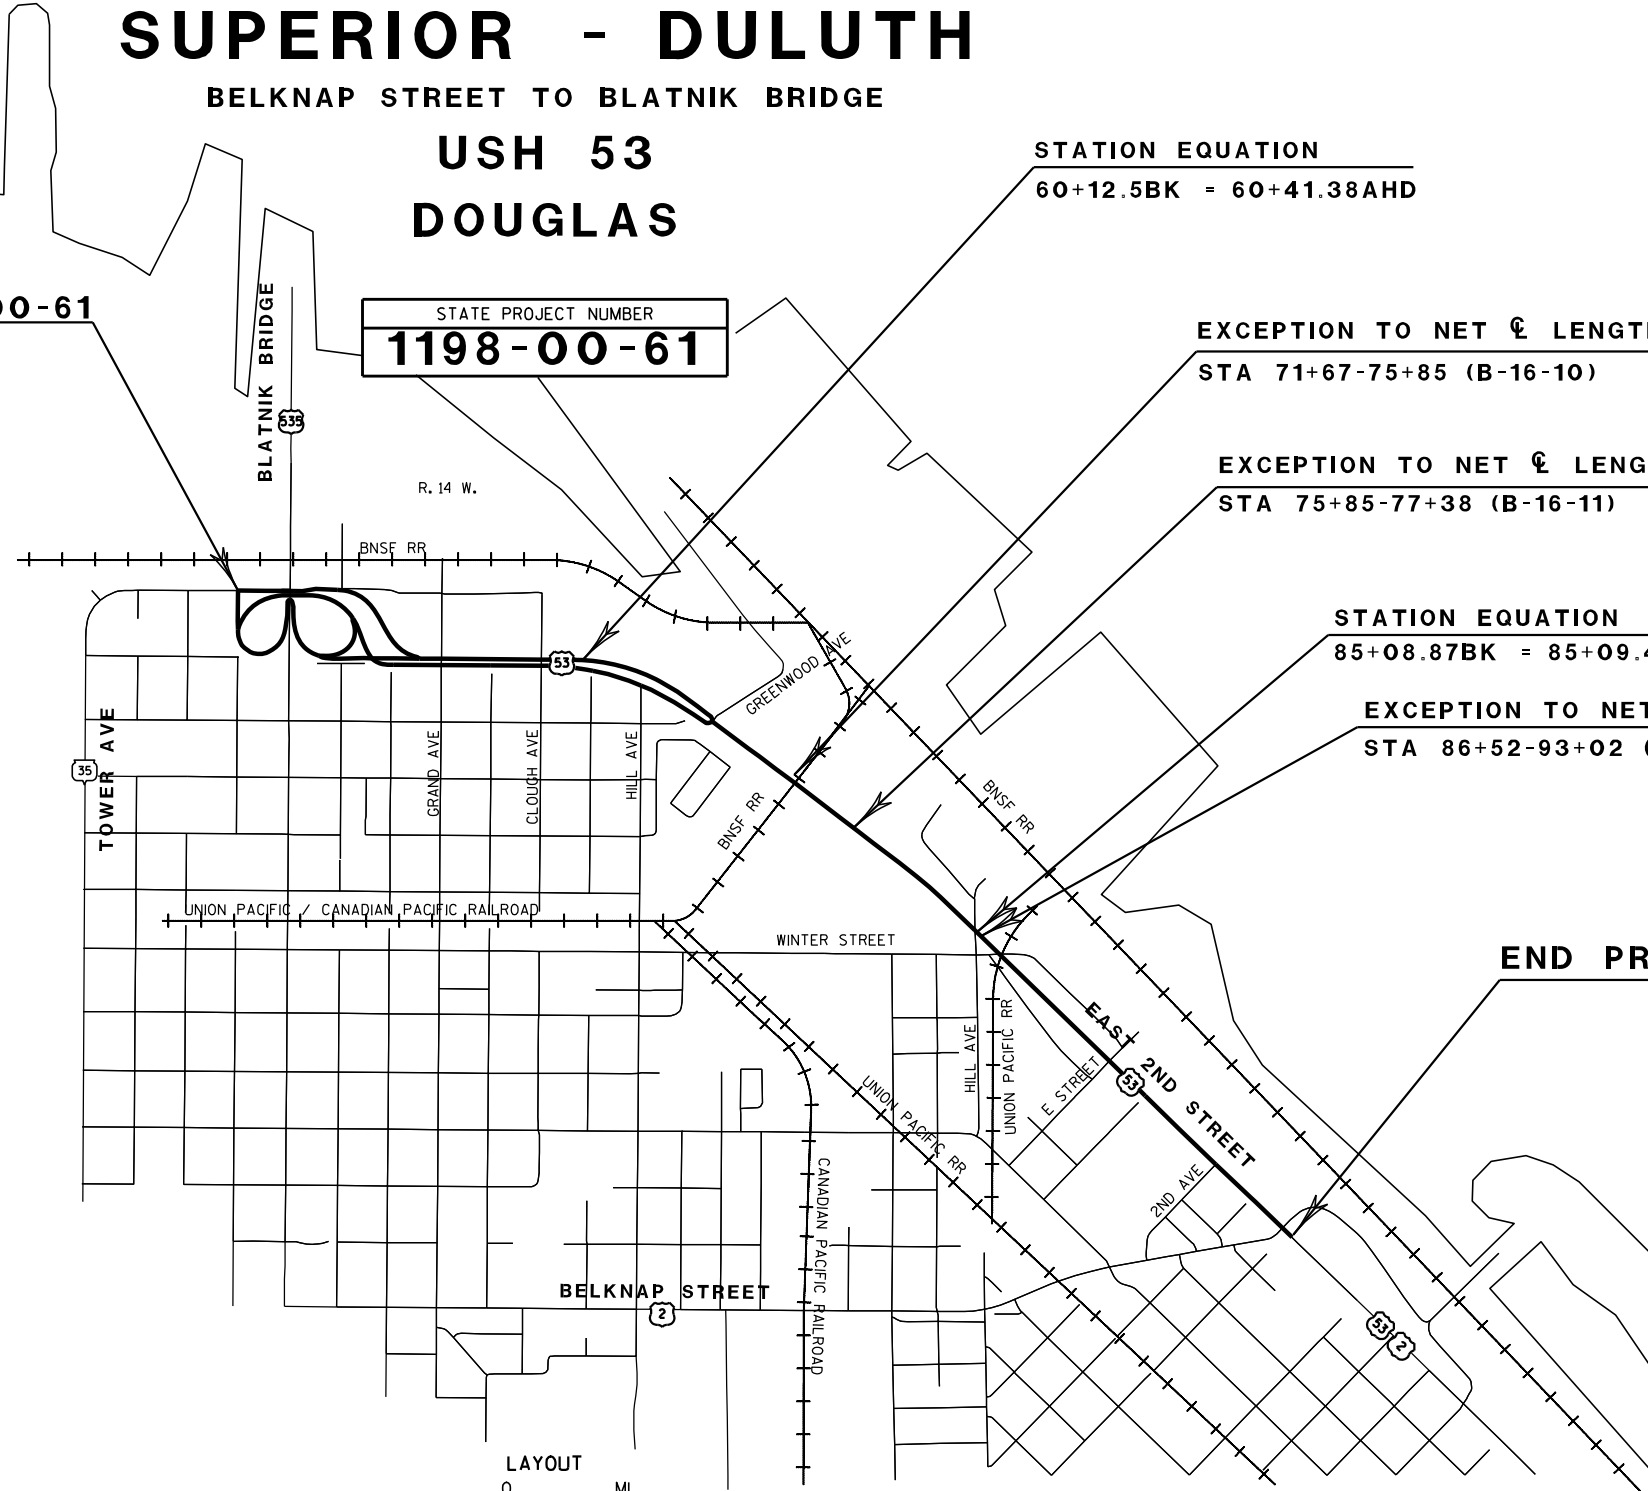 SUPERIOR - DULUTH
BELKNAP STREET TO BLATNIK BRIDGE
USH 53
DOUGLAS
STATION EQUATION
60+12.5BK = 60+41.38AHD
00-61
STATE PROJECT NUMBER
1198-00-61
EXCEPTION TO NET ℄ LENGTH
STA 71+67-75+85 (B-16-10)
BLATNIK BRIDGE
535
EXCEPTION TO NET ℄ LENG
STA 75+85-77+38 (B-16-11)
R. 14 W.
BNSF RR
STATION EQUATION
85+08.87BK = 85+09.4
53
GREENWOOD AVE
EXCEPTION TO NET
STA 86+52-93+02 (
TOWER AVE
35
GRAND AVE
CLOUGH AVE
HILL AVE
BNSF RR
BNSF RR
UNION PACIFIC / CANADIAN PACIFIC RAILROAD
WINTER STREET
END PR
HILL AVE
UNION PACIFIC RR
EAST 2ND STREET
53
E STREET
UNION PACIFIC RR
2ND AVE
CANADIAN PACIFIC RAILROAD
BELKNAP STREET
2
53
2
LAYOUT
0 MI.